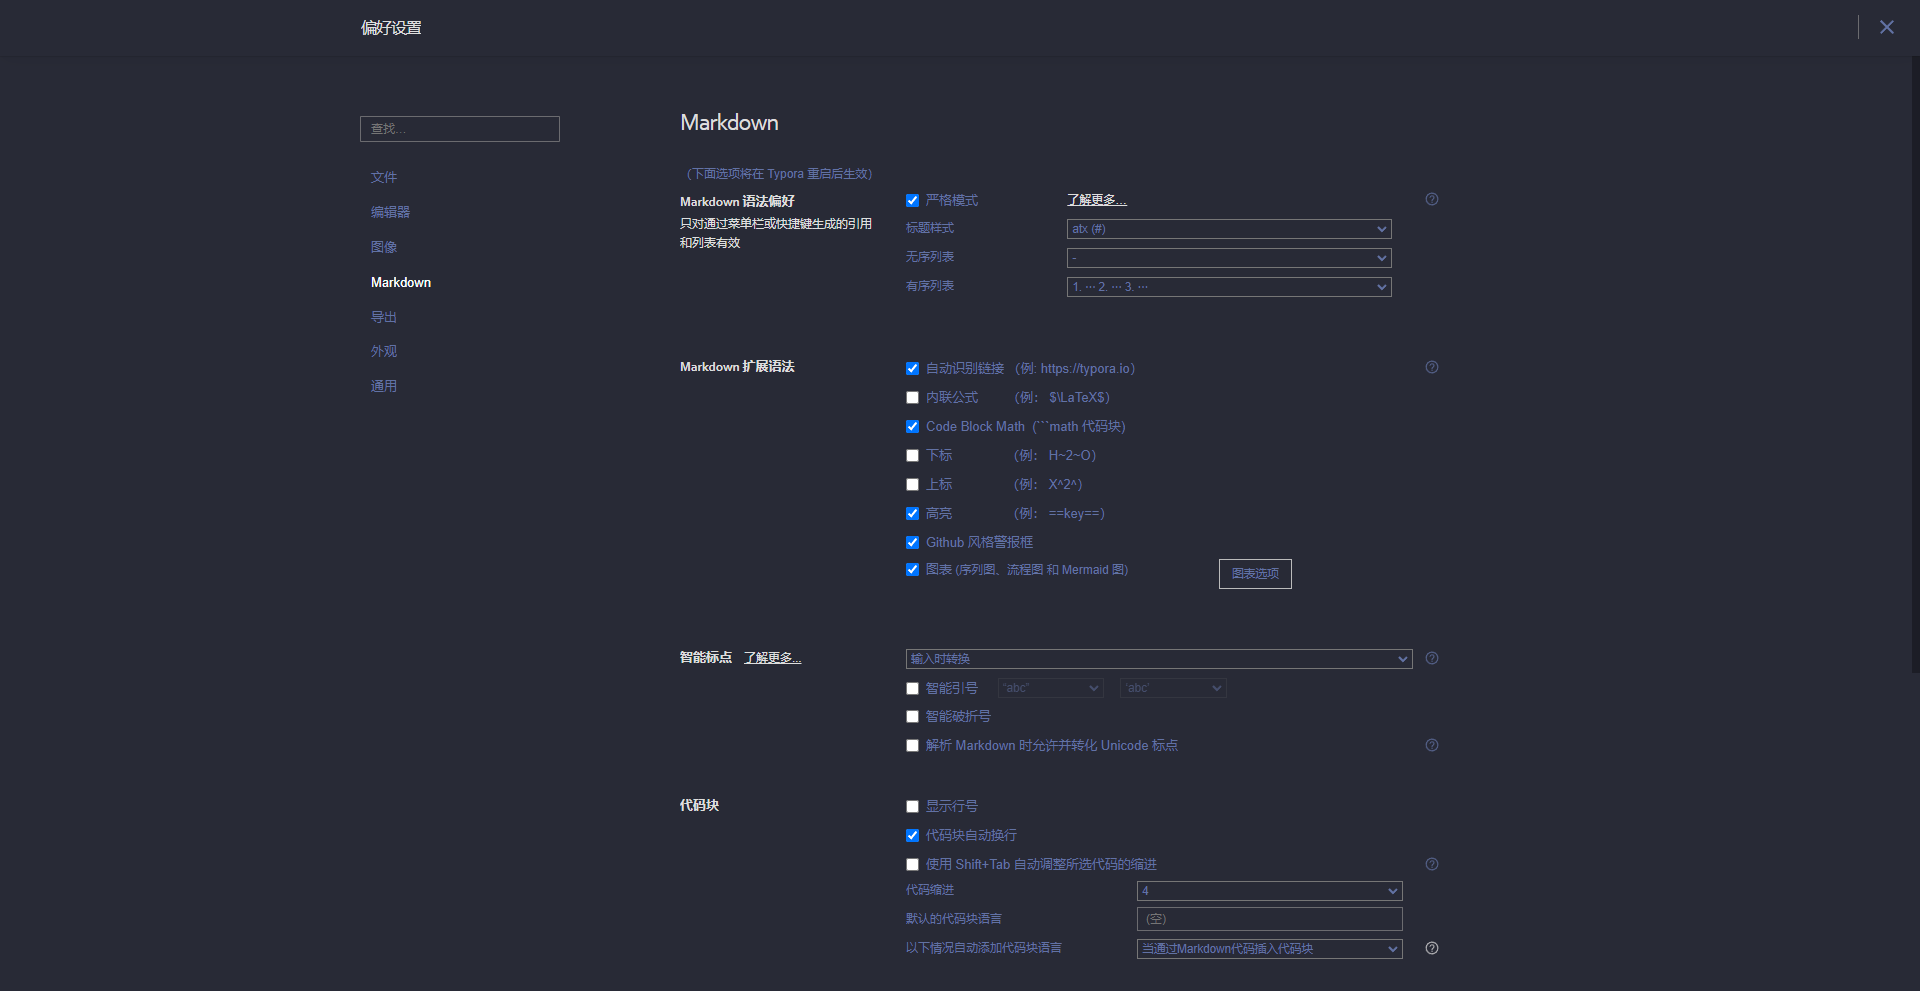 偏好设置
查找...
文件
编辑器
图像
Markdown
导出
外观
通用
Markdown
（下面选项将在 Typora 重启后生效）
Markdown 语法偏好
只对通过菜单栏或快捷键生成的引用
和列表有效
严格模式 了解更多...
标题样式 atx (#)
无序列表 -
有序列表 1. ··· 2. ··· 3. ···
Markdown 扩展语法
自动识别链接 （例: https://typora.io）
内联公式 （例： $\LaTeX$）
Code Block Math (```math 代码块)
下标 （例： H~2~O）
上标 （例： X^2^）
高亮 （例： ==key==）
Github 风格警报框
图表 (序列图、流程图 和 Mermaid 图) 图表选项
智能标点 了解更多... 输入时转换
智能引号 “abc” ‘abc’
智能破折号
解析 Markdown 时允许并转化 Unicode 标点
代码块
显示行号
代码块自动换行
使用 Shift+Tab 自动调整所选代码的缩进
代码缩进 4
默认的代码块语言 （空）
以下情况自动添加代码块语言 当通过Markdown代码插入代码块